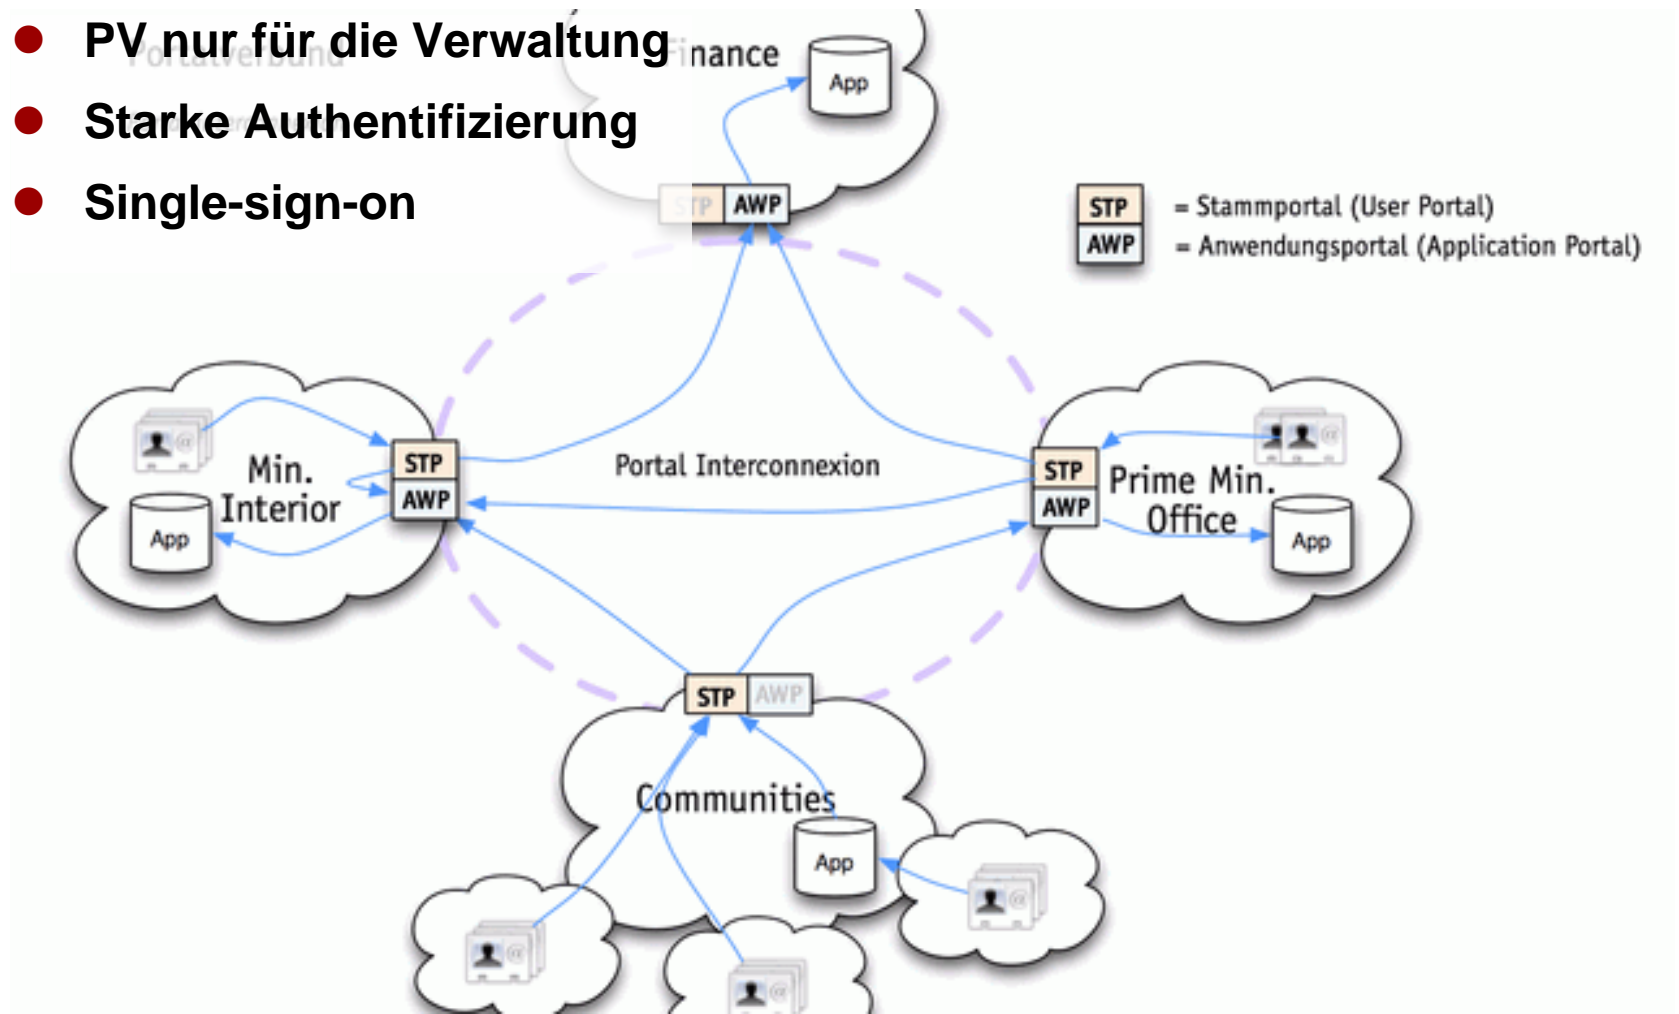 PV nur für die Verwaltung
Portalverbund
Starke Authentifizierung
Single-sign-on
inance
App
STP AWP
STP = Stammportal (User Portal)
AWP = Anwendungsportal (Application Portal)
Min.
Interior
App
STP
AWP
Portal Interconnexion
STP
AWP
Prime Min.
Office
App
STP AWP
Communities
App